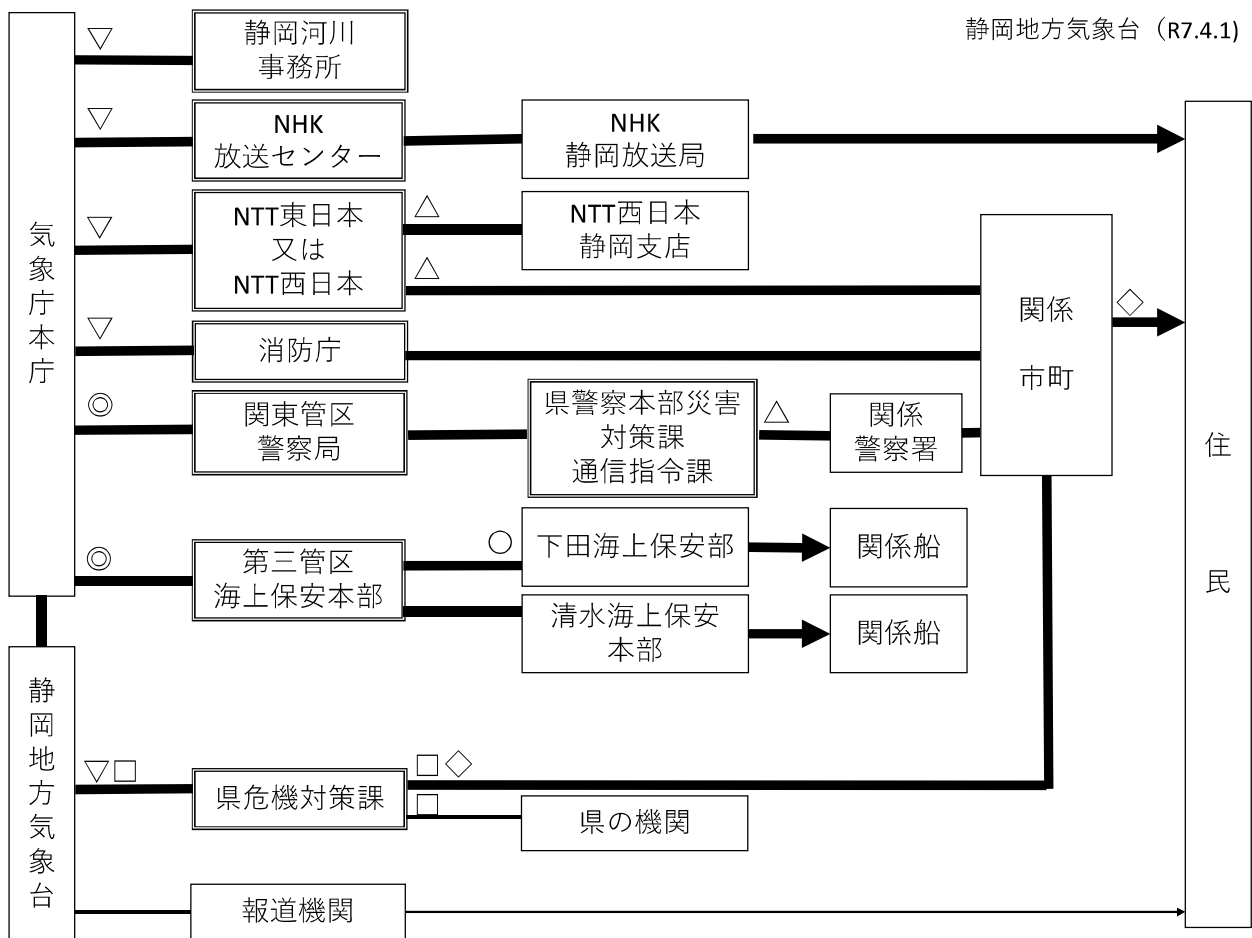 静岡地方気象台（R7.4.1)
気象庁本庁
▽
静岡河川
事務所
▽
NHK
放送センター
NHK
静岡放送局
▽
NTT東日本
又は
NTT西日本
△
NTT西日本
静岡支店
△
関係
市町
◇
住民
▽
消防庁
◎
関東管区
警察局
県警察本部災害
対策課
通信指令課
△
関係
警察署
◎
第三管区
海上保安本部
○
下田海上保安部
関係船
清水海上保安
本部
関係船
静岡地方気象台
▽□
県危機対策課
□◇
□
県の機関
報道機関